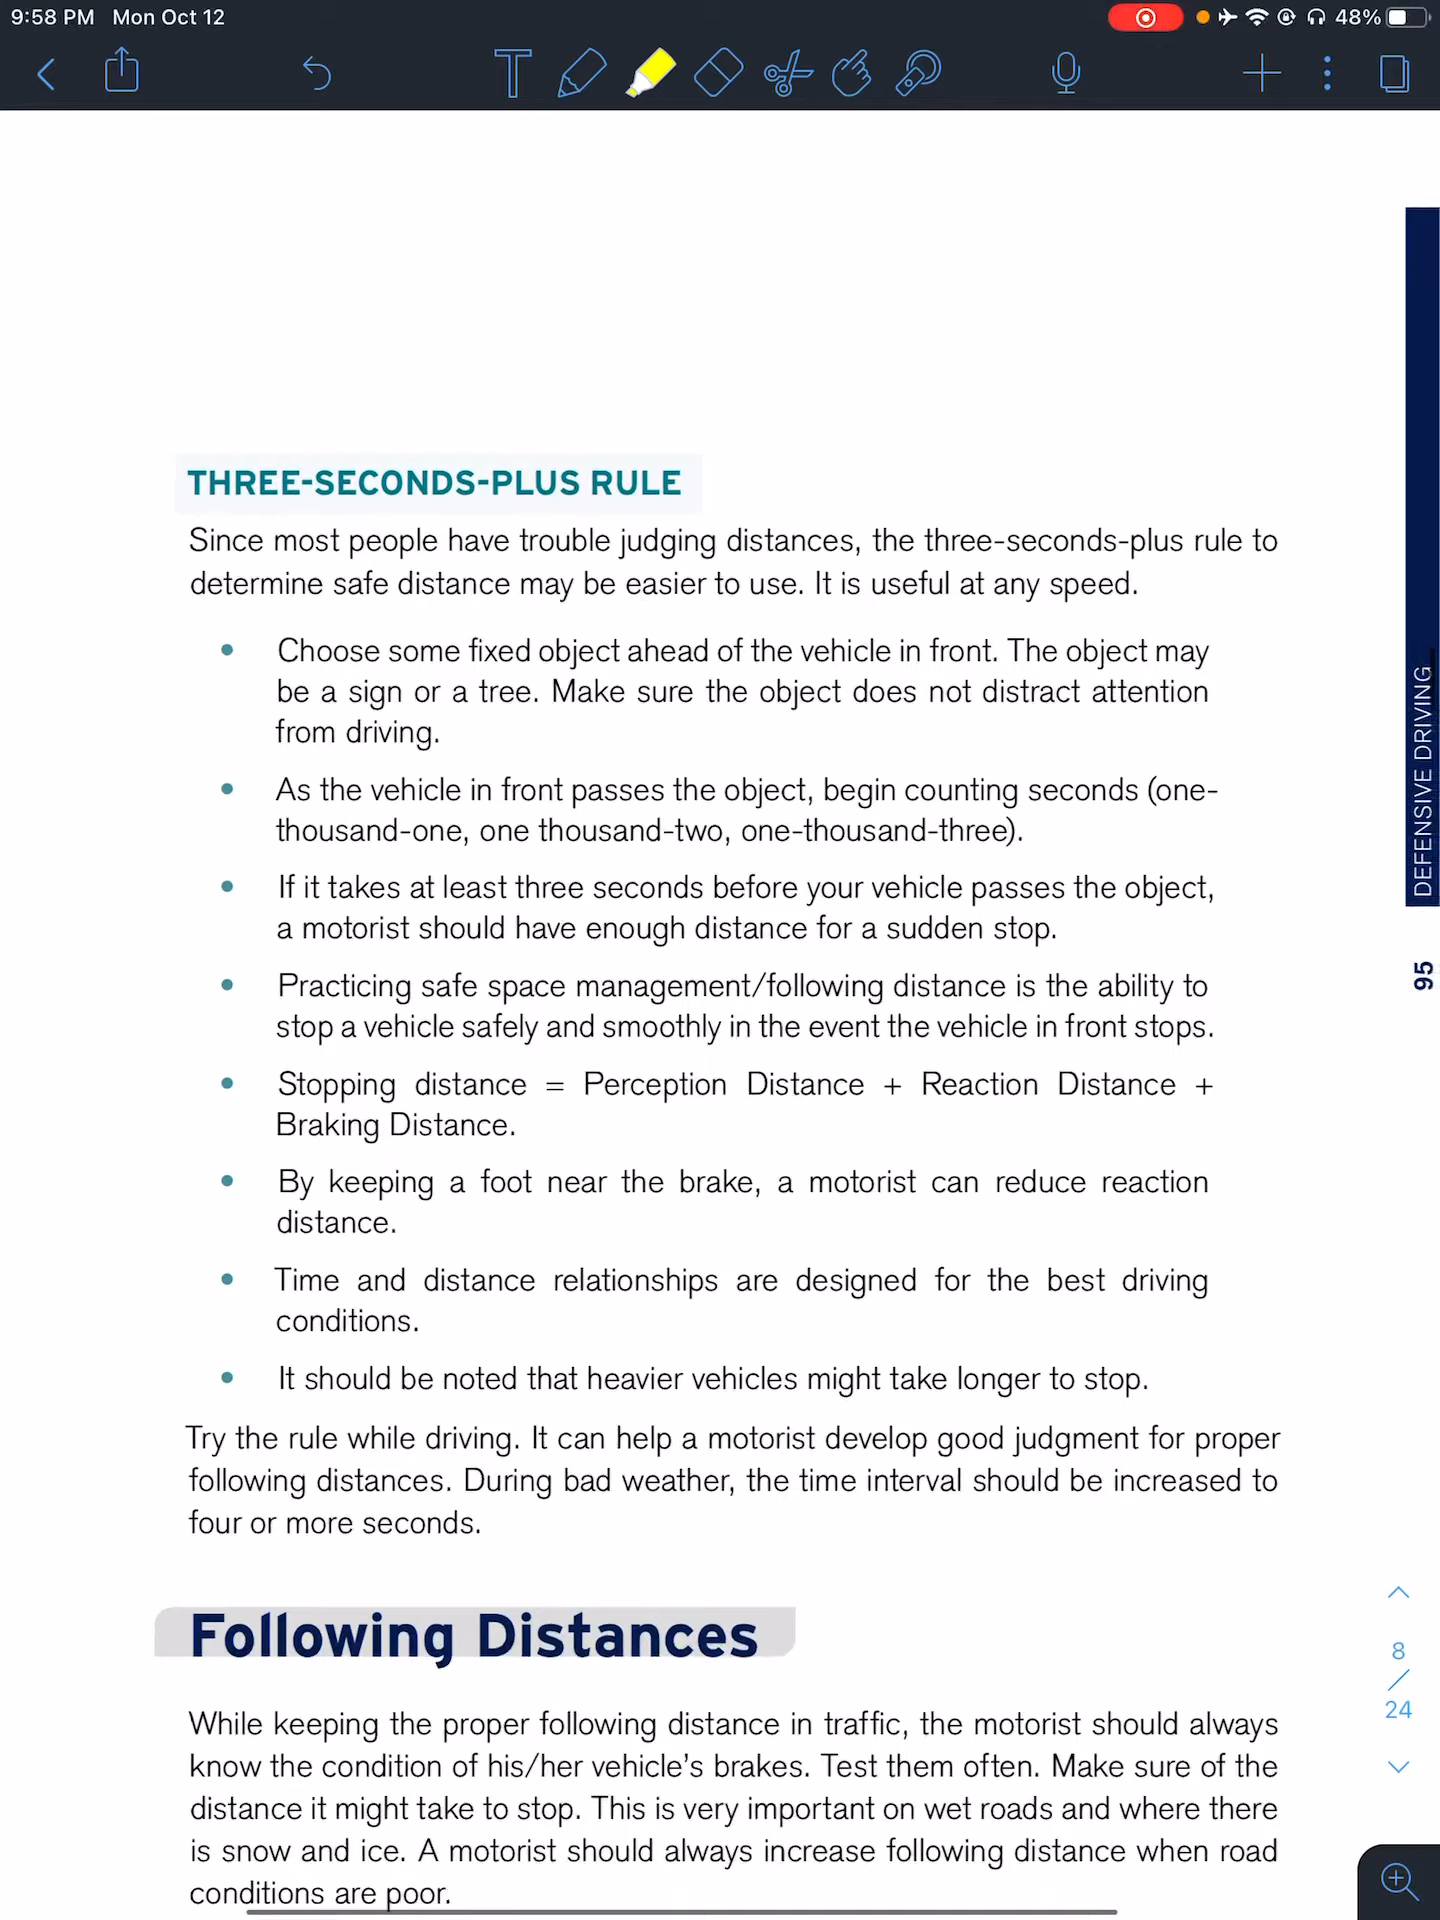 9:58 PM Mon Oct 12
48%
THREE-SECONDS-PLUS RULE
Since most people have trouble judging distances, the three-seconds-plus rule to
determine safe distance may be easier to use. It is useful at any speed.
• Choose some fixed object ahead of the vehicle in front. The object may
be a sign or a tree. Make sure the object does not distract attention
from driving.
• As the vehicle in front passes the object, begin counting seconds (one-
thousand-one, one thousand-two, one-thousand-three).
• If it takes at least three seconds before your vehicle passes the object,
a motorist should have enough distance for a sudden stop.
• Practicing safe space management/following distance is the ability to
stop a vehicle safely and smoothly in the event the vehicle in front stops.
• Stopping distance = Perception Distance + Reaction Distance +
Braking Distance.
• By keeping a foot near the brake, a motorist can reduce reaction
distance.
• Time and distance relationships are designed for the best driving
conditions.
• It should be noted that heavier vehicles might take longer to stop.
Try the rule while driving. It can help a motorist develop good judgment for proper
following distances. During bad weather, the time interval should be increased to
four or more seconds.
Following Distances
While keeping the proper following distance in traffic, the motorist should always
know the condition of his/her vehicle's brakes. Test them often. Make sure of the
distance it might take to stop. This is very important on wet roads and where there
is snow and ice. A motorist should always increase following distance when road
conditions are poor.
DEFENSIVE DRIVING
95
8
/
24